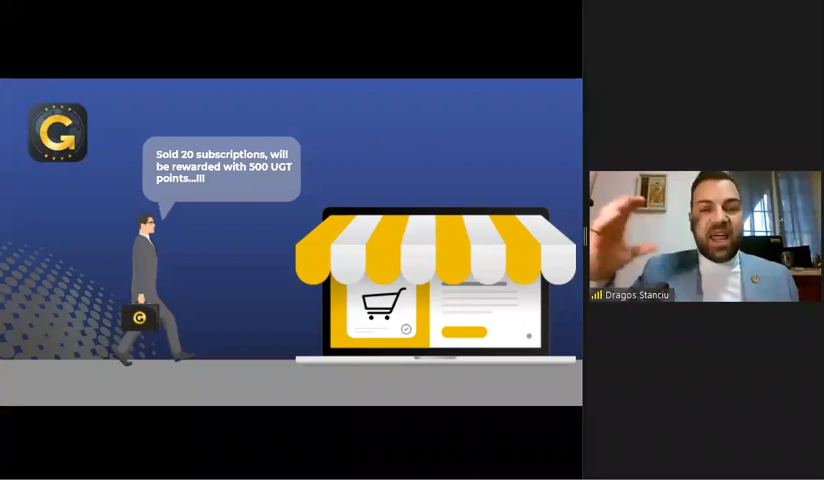 G
Sold 20 subscriptions, will
be rewarded with 500 UGT
points...!!!
G
Dragos Stanciu